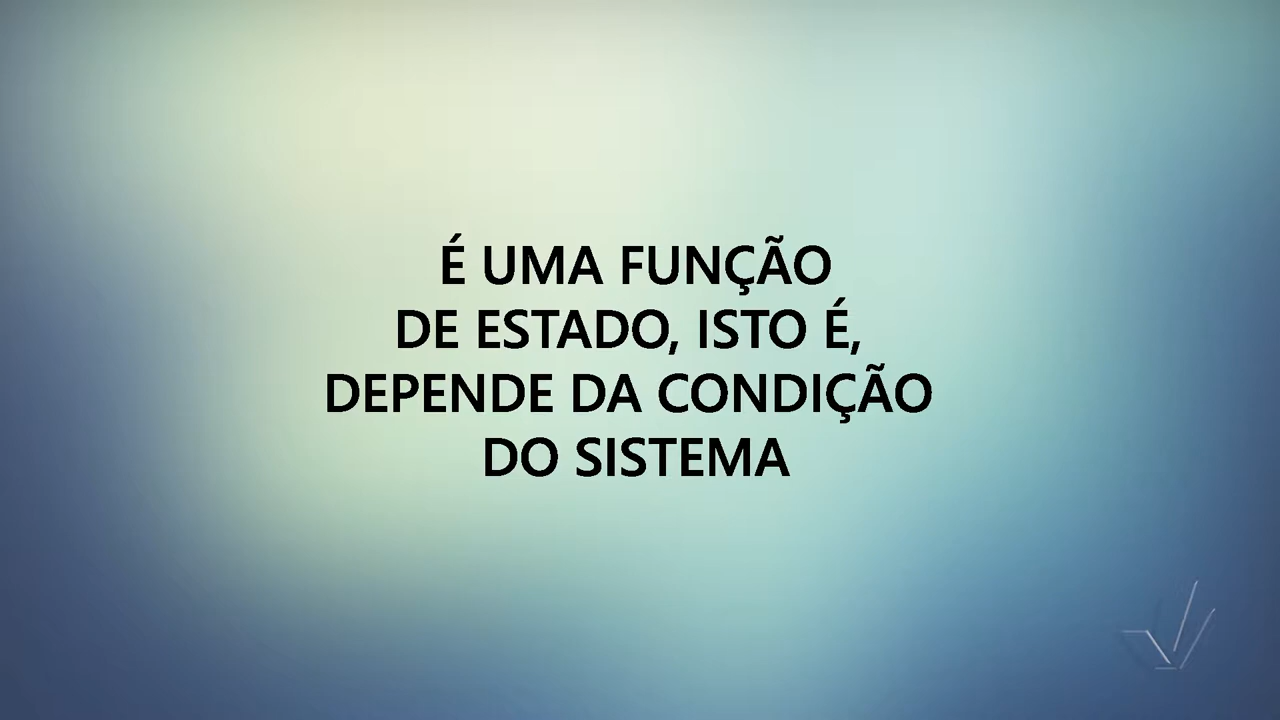 É UMA FUNÇÃO
DE ESTADO, ISTO É,
DEPENDE DA CONDIÇÃO
DO SISTEMA